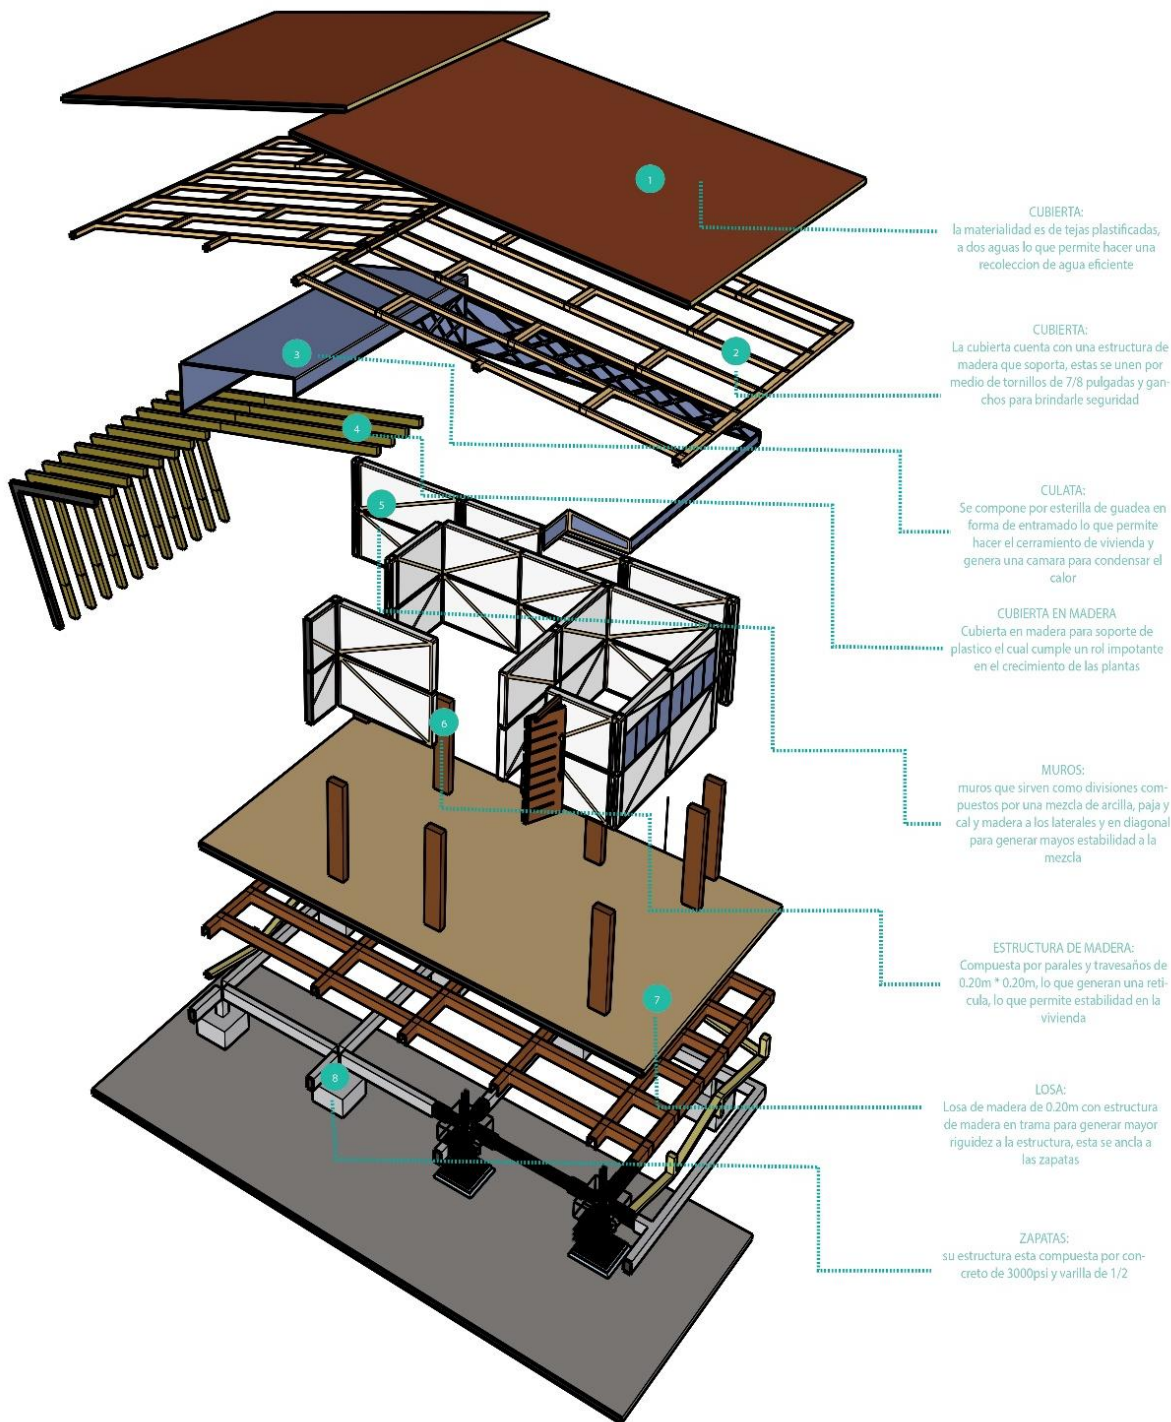 1
CUBIERTA:
la materialidad es de tejas plastificadas,
a dos aguas lo que permite hacer una
recoleccion de agua eficiente
2
CUBIERTA:
La cubierta cuenta con una estructura de
madera que soporta, estas se unen por
medio de tornillos de 7/8 pulgadas y gan-
chos para brindarle seguridad
3
CULATA:
Se compone por esterilla de guadea en
forma de entramado lo que permite
hacer el cerramiento de vivienda y
genera una camara para condensar el
calor
4
CUBIERTA EN MADERA
Cubierta en madera para soporte de
plastico el cual cumple un rol impotante
en el crecimiento de las plantas
5
MUROS:
muros que sirven como divisiones com-
puestos por una mezcla de arcilla, paja y
cal y madera a los laterales y en diagonal
para generar mayos estabilidad a la
mezcla
6
ESTRUCTURA DE MADERA:
Compuesta por parales y travesaños de
0.20m * 0.20m, lo que generan una reti-
cula, lo que permite estabilidad en la
vivienda
7
LOSA:
Losa de madera de 0.20m con estructura
de madera en trama para generar mayor
riguidez a la estructura, esta se ancla a
las zapatas
8
ZAPATAS:
su estructura esta compuesta por con-
creto de 3000psi y varilla de 1/2